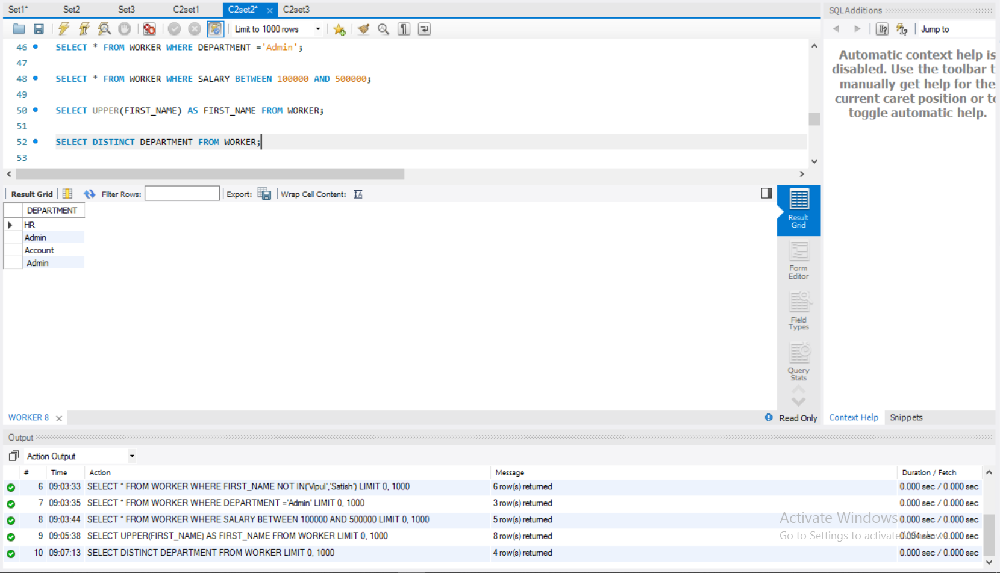 Set1* Set2 Set3 C2set1 C2set2* C2set3
SQLAdditions
Limit to 1000 rows
Jump to
46 SELECT * FROM WORKER WHERE DEPARTMENT ='Admin';
47
48 SELECT * FROM WORKER WHERE SALARY BETWEEN 100000 AND 500000;
49
50 SELECT UPPER(FIRST_NAME) AS FIRST_NAME FROM WORKER;
51
52 SELECT DISTINCT DEPARTMENT FROM WORKER;
53
Automatic context help is
disabled. Use the toolbar t
manually get help for the
current caret position or to
toggle automatic help.
Result Grid Filter Rows: Export: Wrap Cell Content:
DEPARTMENT
HR
Admin
Account
Admin
Result
Grid
Form
Editor
Field
Types
Query
Stats
WORKER 8
Read Only
Context Help Snippets
Output
Action Output
# Time Action Message Duration / Fetch
6 09:03:33 SELECT * FROM WORKER WHERE FIRST_NAME NOT IN('Vipul','Satish') LIMIT 0, 1000 6 row(s) returned 0.000 sec / 0.000 sec
7 09:03:35 SELECT * FROM WORKER WHERE DEPARTMENT ='Admin' LIMIT 0, 1000 3 row(s) returned 0.000 sec / 0.000 sec
8 09:03:44 SELECT * FROM WORKER WHERE SALARY BETWEEN 100000 AND 500000 LIMIT 0, 1000 5 row(s) returned 0.000 sec / 0.000 sec
9 09:05:38 SELECT UPPER(FIRST_NAME) AS FIRST_NAME FROM WORKER LIMIT 0, 1000 8 row(s) returned 0.094 sec / 0.000 sec
10 09:07:13 SELECT DISTINCT DEPARTMENT FROM WORKER LIMIT 0, 1000 4 row(s) returned 0.000 sec / 0.000 sec
Activate Windows
Go to Settings to activate Windows.